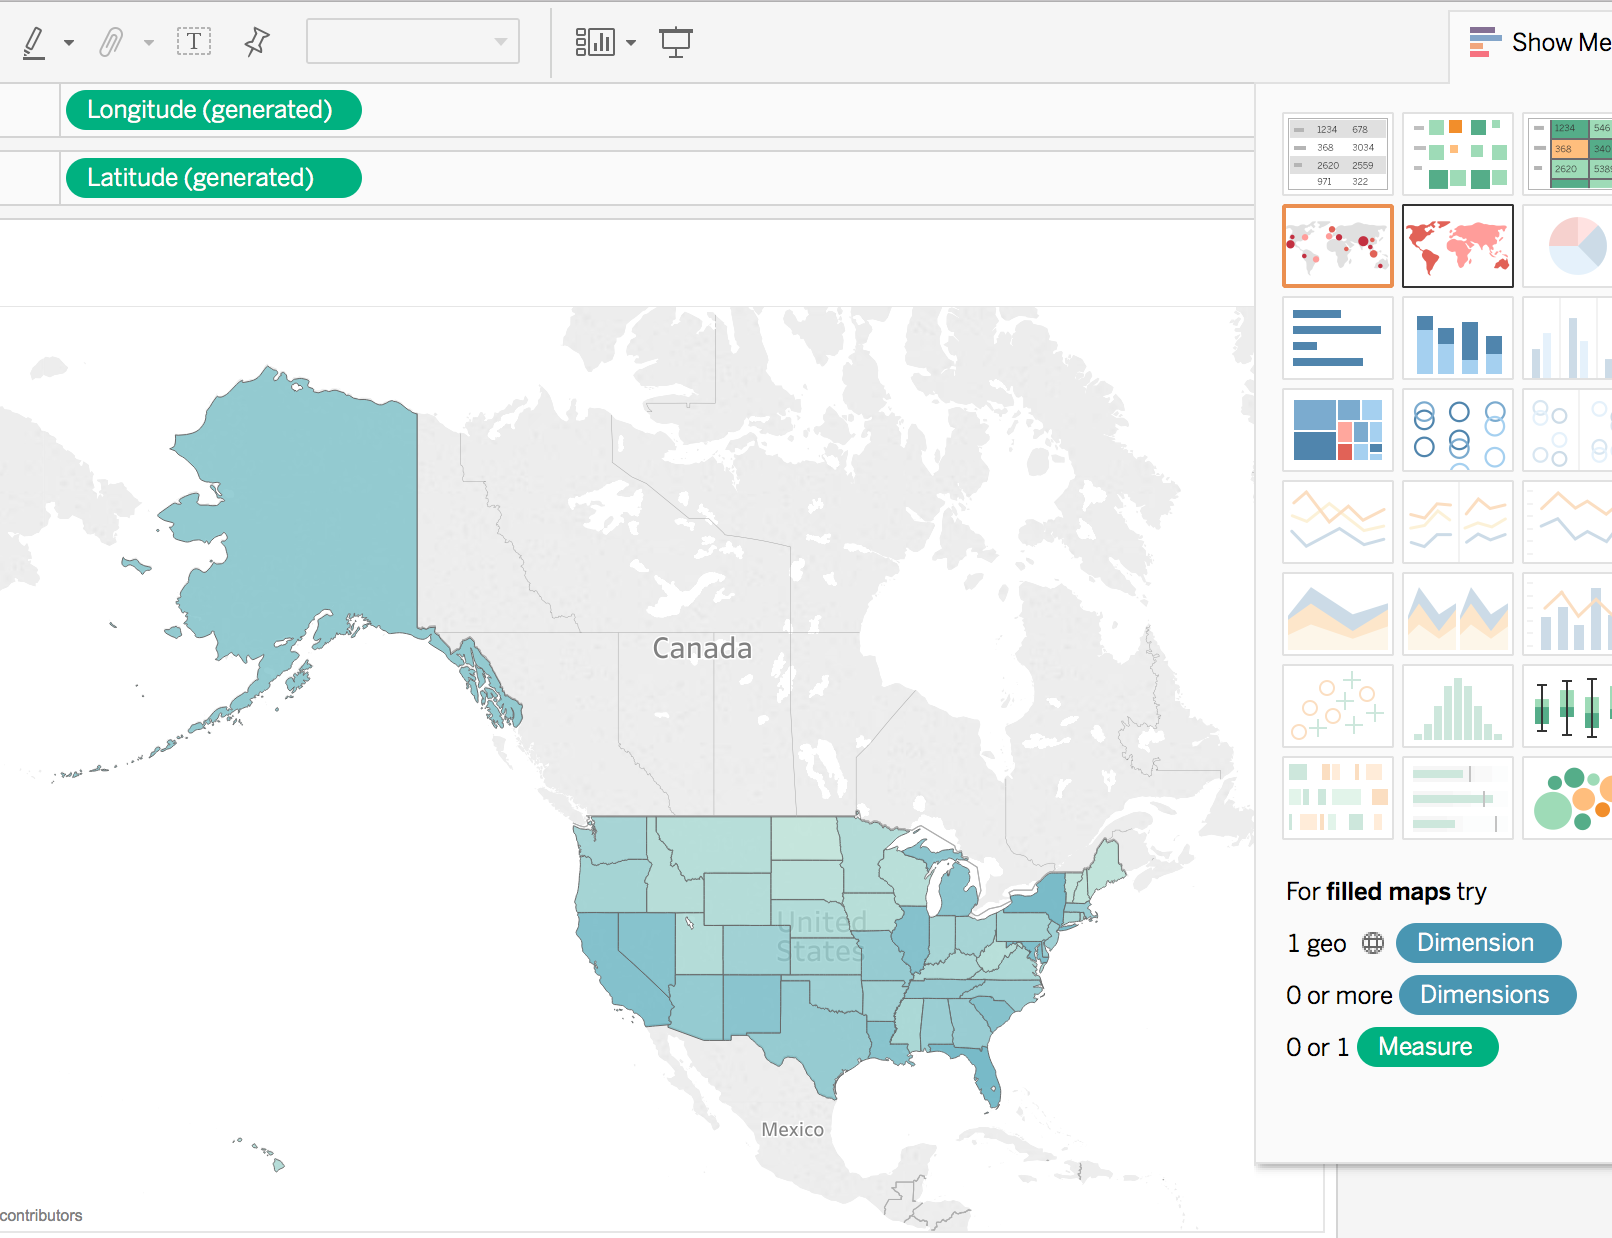 T
Show Me
Longitude (generated)
Latitude (generated)
1234 678
368 3034
2620 2559
971 322
1234 546
368 340
2620 538
Canada
United
States
Mexico
contributors
For filled maps try
1 geo Dimension
0 or more Dimensions
0 or 1 Measure